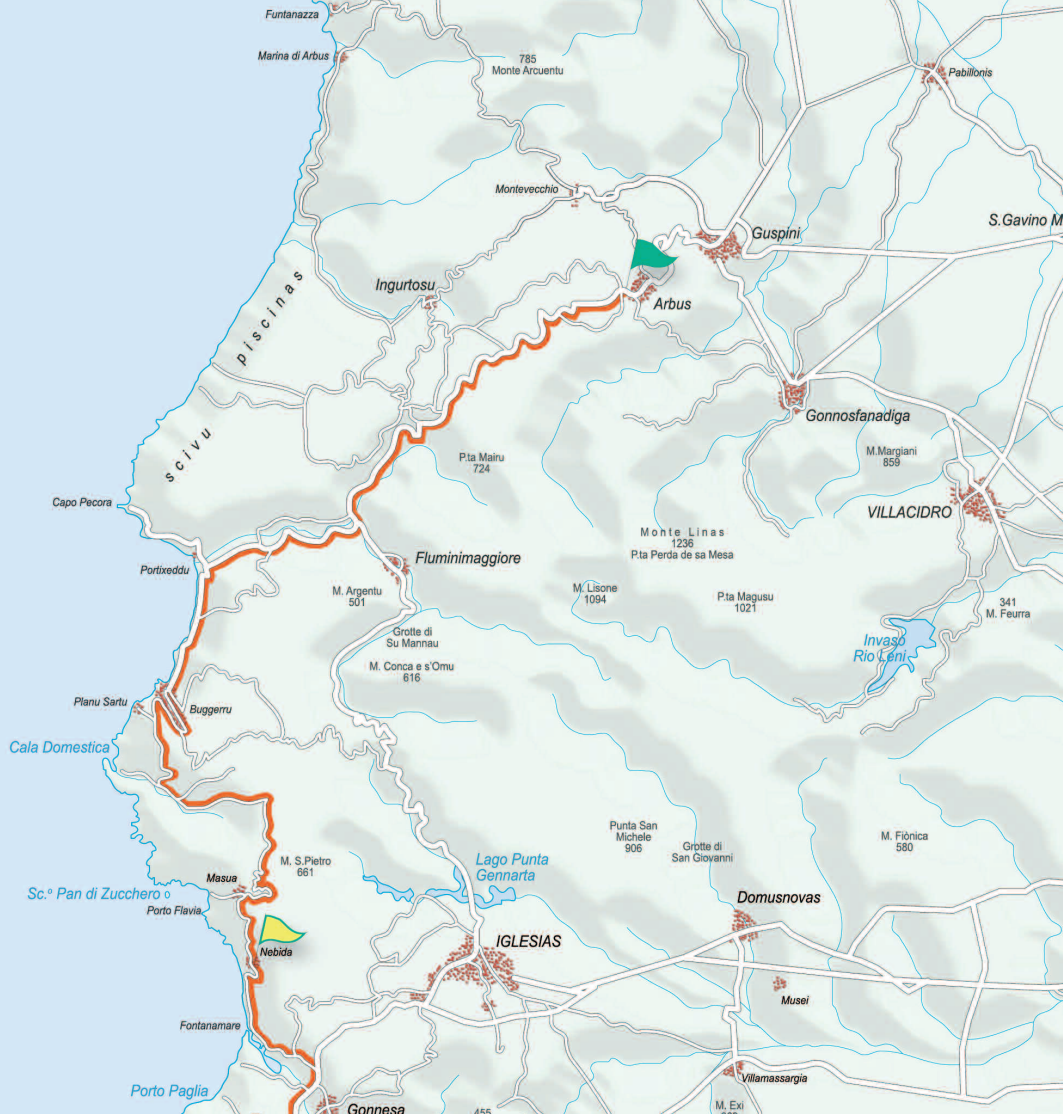 Funtanazza
Marina di Arbus
785
Monte Arcuentu
Pabillonis
Montevecchio
Guspini
S.Gavino M
Ingurtosu
Arbus
scivu piscinas
Gonnosfanadiga
P.ta Mairu
724
M.Margiani
859
Capo Pecora
VILLACIDRO
Monte Linas
1236
P.ta Perda de sa Mesa
Portixeddu
Fluminimaggiore
M. Argentu
501
M. Lisone
1094
P.ta Magusu
1021
341
M. Feurra
Grotte di
Su Mannau
Invaso
Rio Leni
M. Conca e s'Omu
616
Planu Sartu
Buggerru
Cala Domestica
Punta San
Michele
906
Grotte di
San Giovanni
M. Fiònica
580
M. S.Pietro
661
Lago Punta
Gennarta
Masua
Sc.º Pan di Zucchero
Porto Flavia
Domusnovas
Nebida
IGLESIAS
Musei
Fontanamare
Villamassargia
Porto Paglia
Gonnesa
455
M. Exi